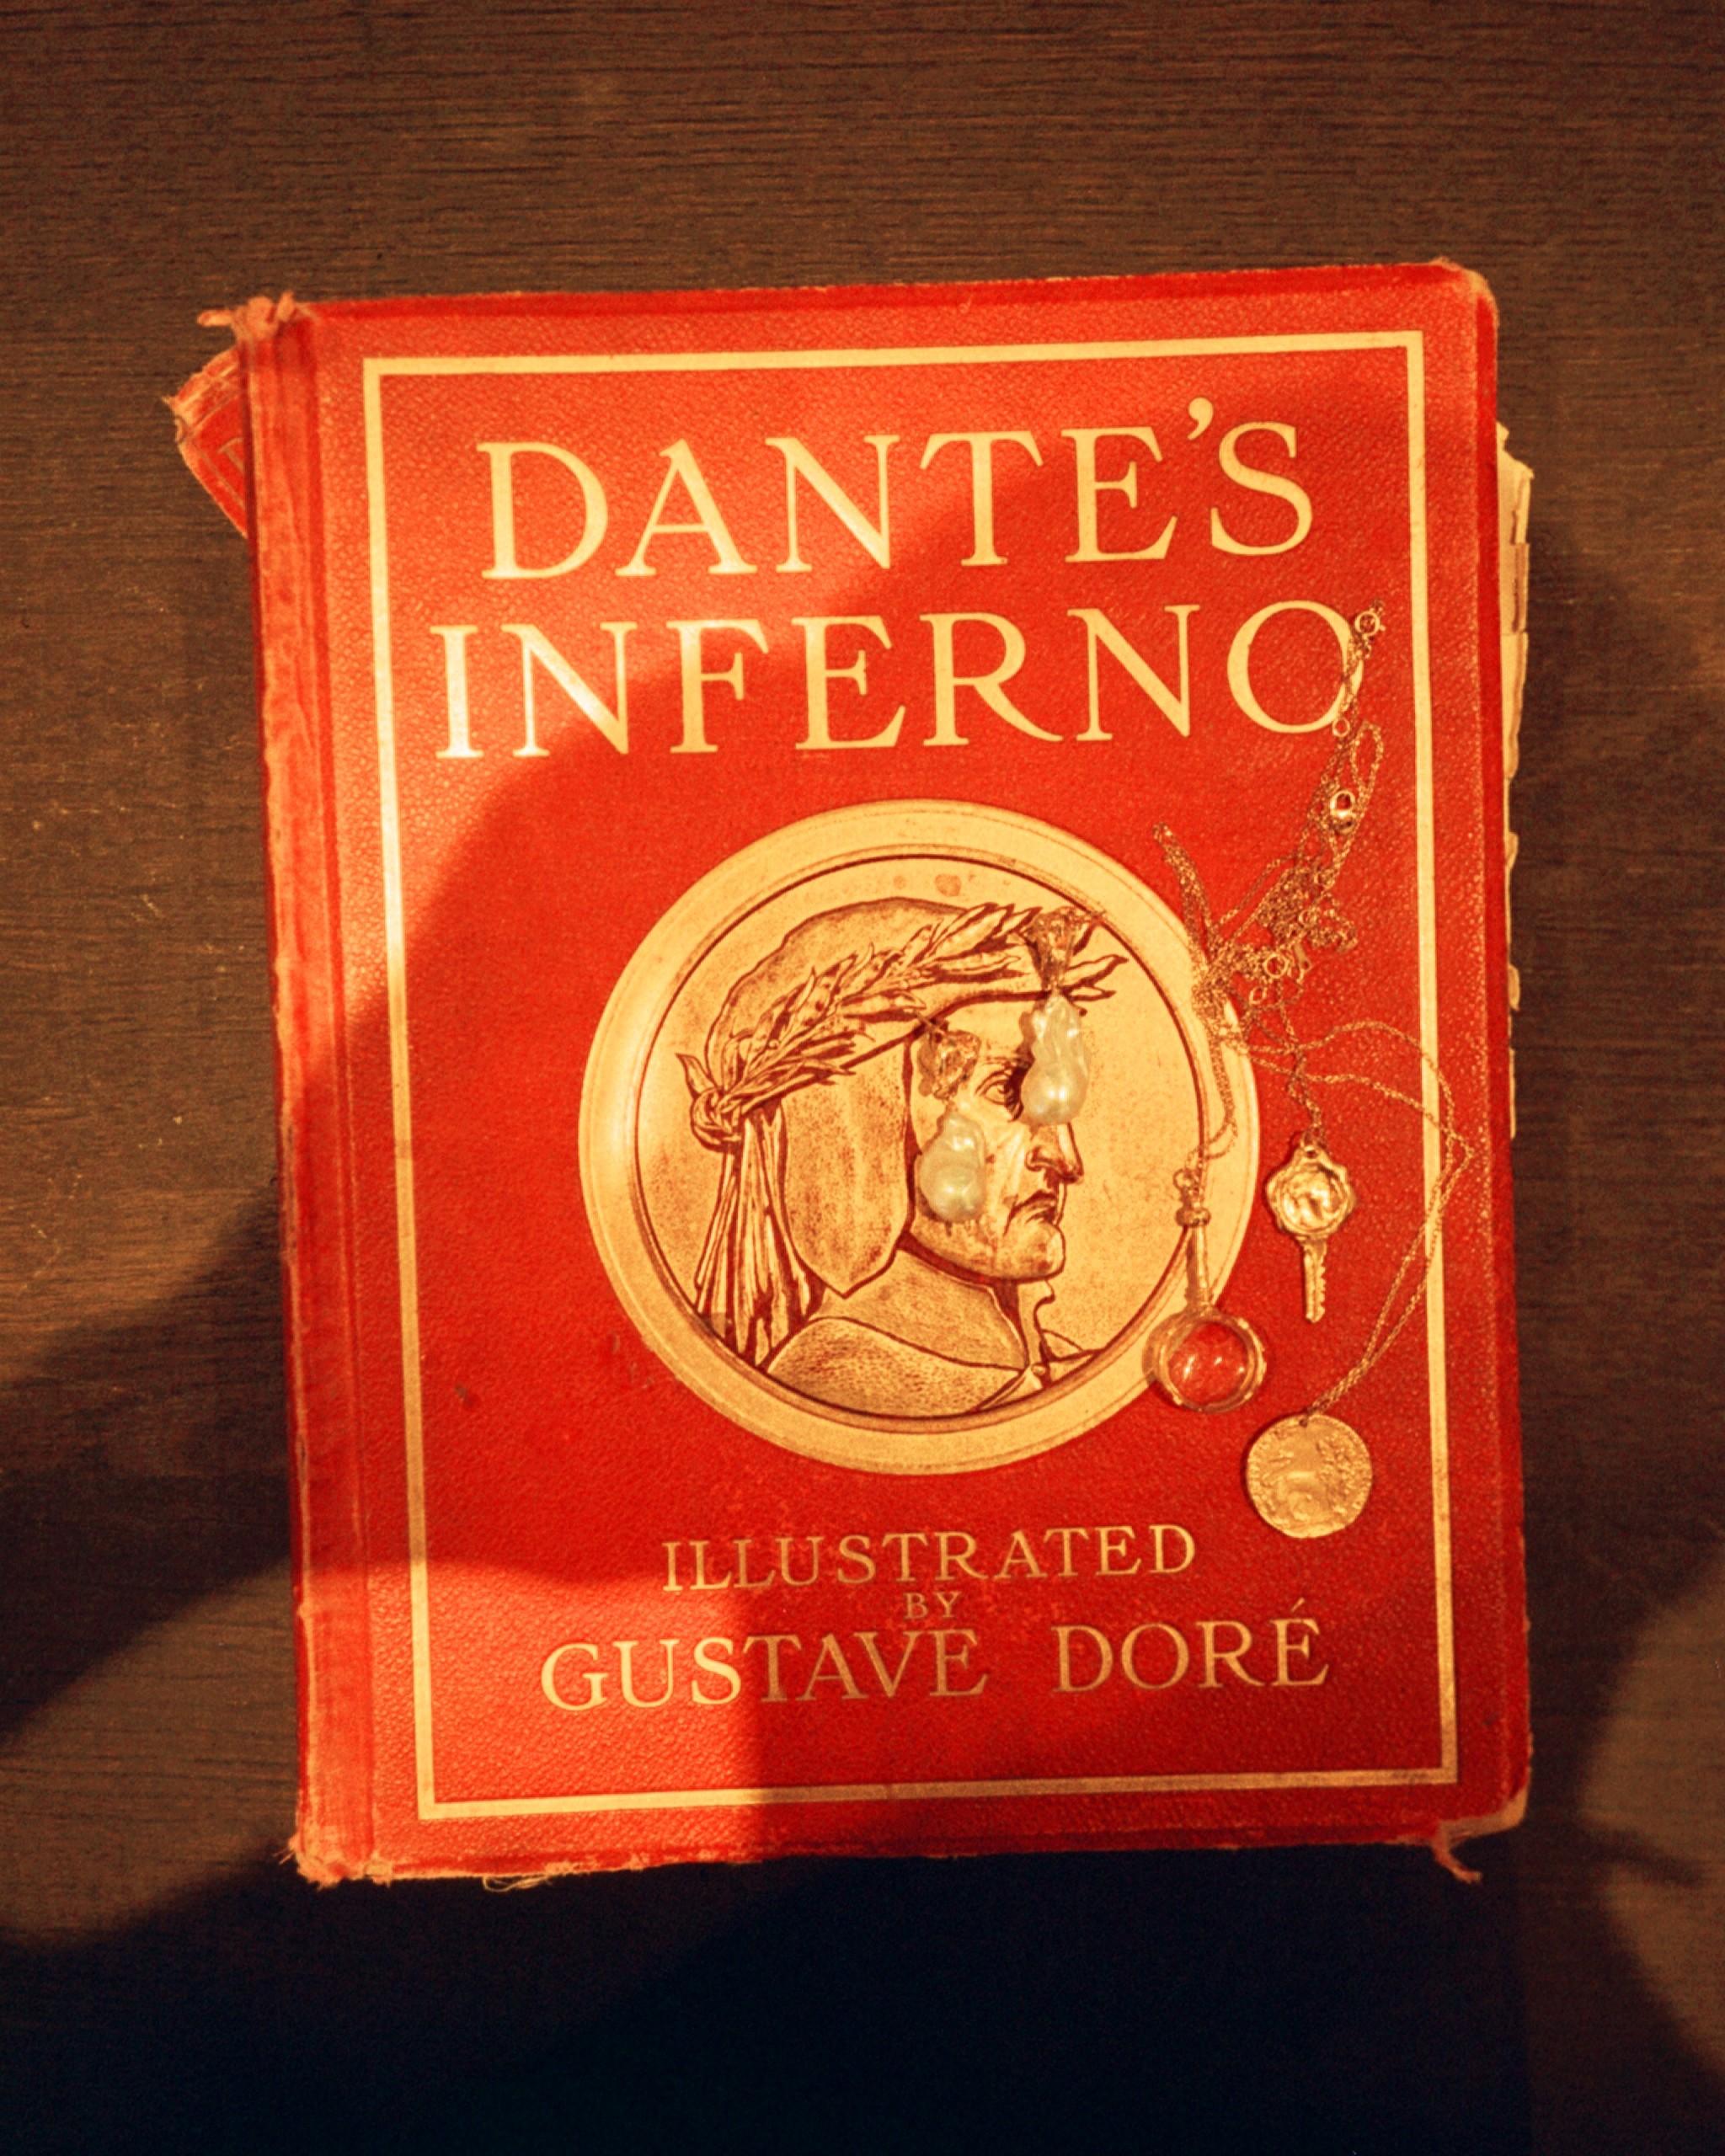 DANTE'S
INFERNO
ILLUSTRATED
BY
GUSTAVE DORÉ